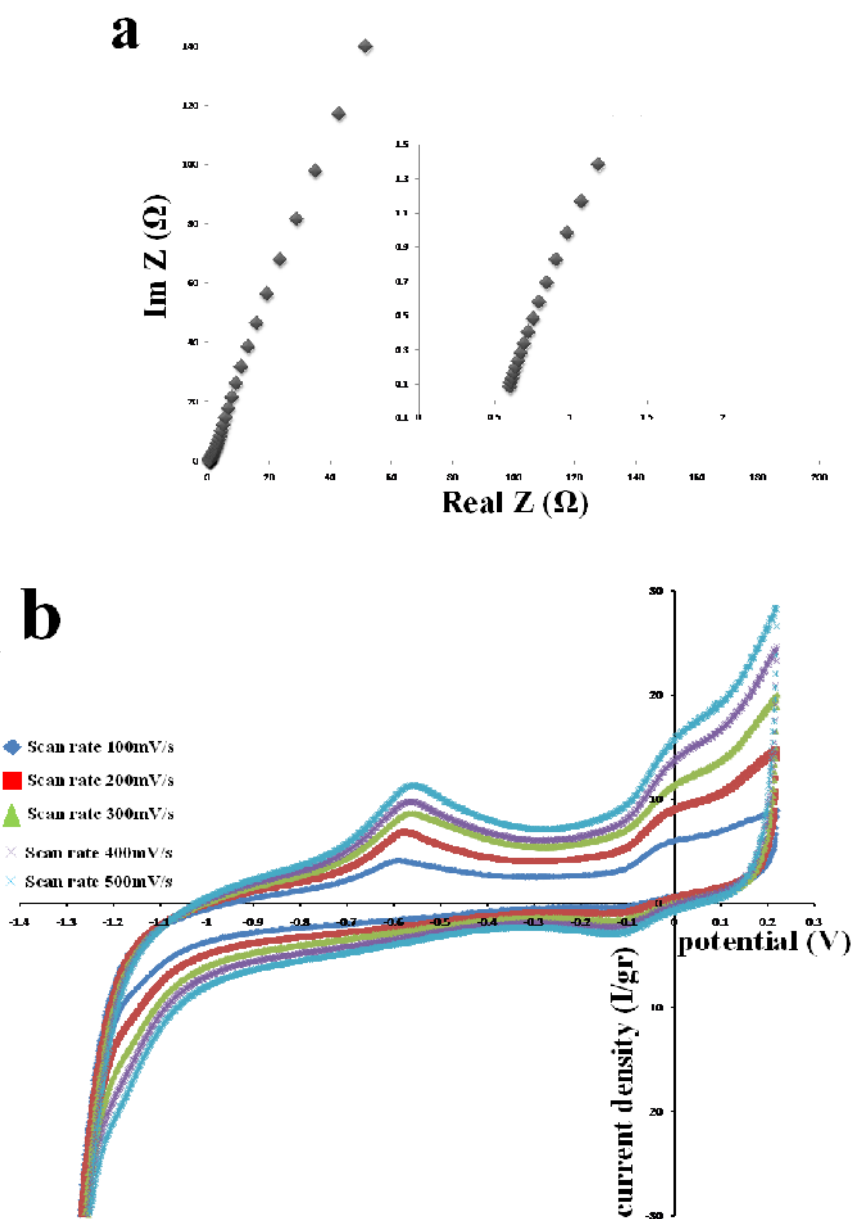 a
140
120
100
80
60
40
20
0
Im Z (Ω)
1.5
1.3
1.1
0.9
0.7
0.5
0.3
0.1
0.1
0 0.5 1 1.5 2
0 20 40 60 80 100 120 140 160 180 200
Real Z (Ω)
b
30
20
10
0
Scan rate 100mV/s
Scan rate 200mV/s
Scan rate 300mV/s
Scan rate 400mV/s
Scan rate 500mV/s
-1.4 -1.3 -1.2 -1.1 -1 -0.9 -0.8 -0.7 -0.6 -0.5 -0.4 -0.3 -0.2 -0.1 0 0.1 0.2 0.3
potential (V)
10
20
-30
current density (I/gr)